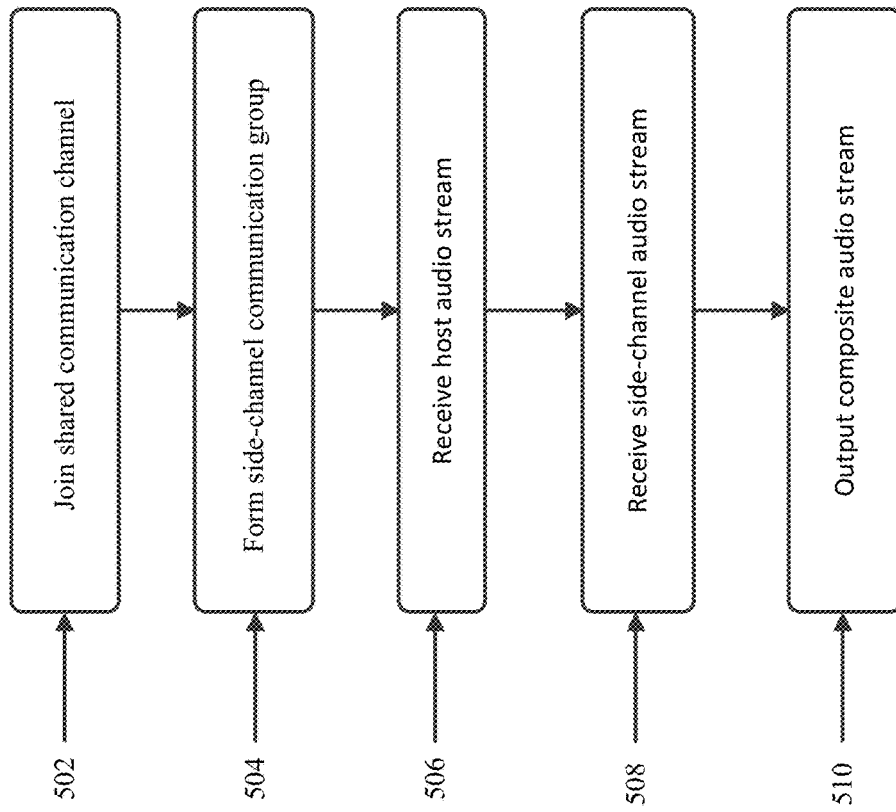 502
Join shared communication channel
504
Form side-channel communication group
506
Receive host audio stream
508
Receive side-channel audio stream
510
Output composite audio stream